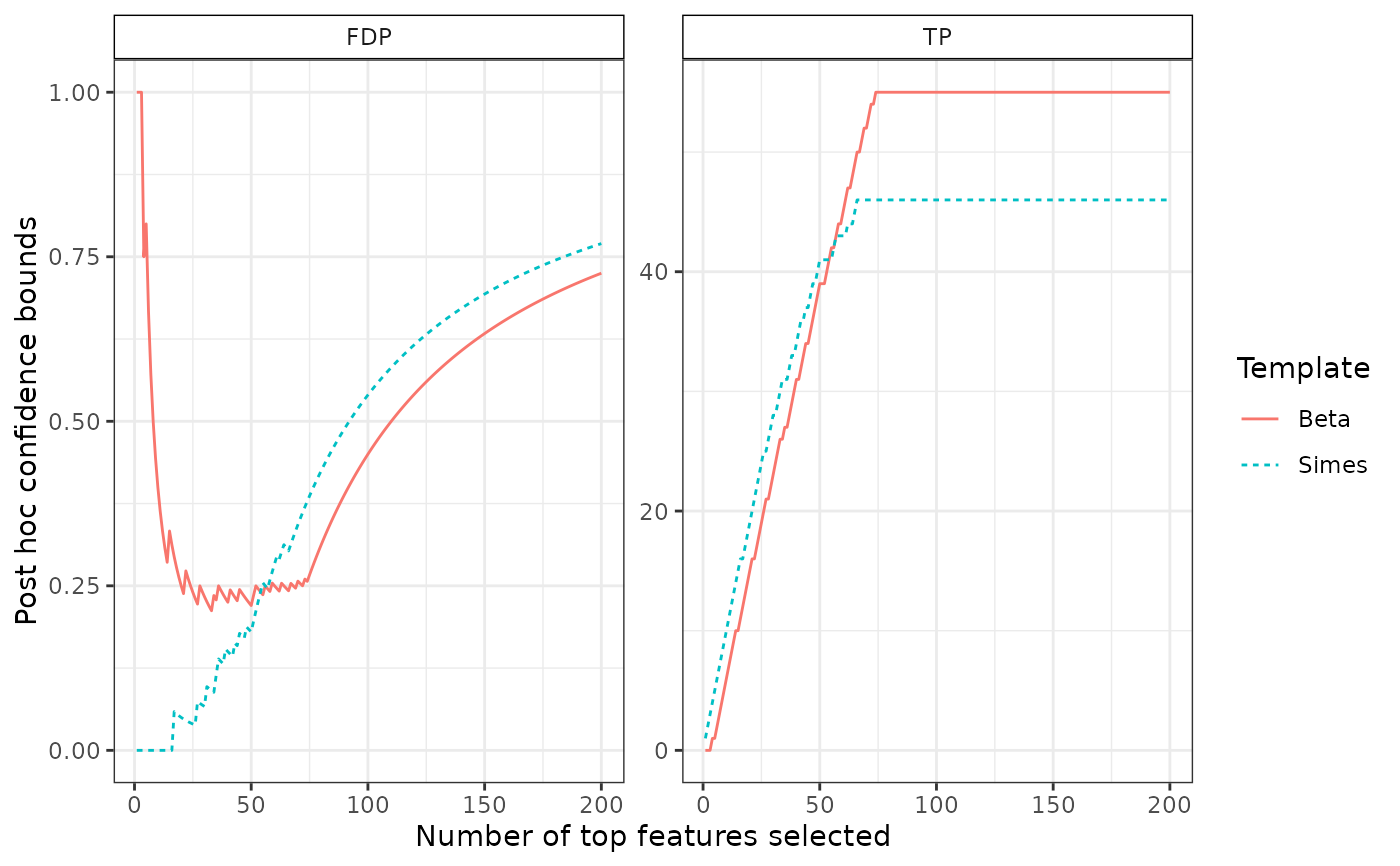 FDP
TP
1.00
0.75
0.50
0.25
0.00
40
20
0
0 50 100 150 200
0 50 100 150 200
Post hoc confidence bounds
Number of top features selected
Template
Beta
Simes